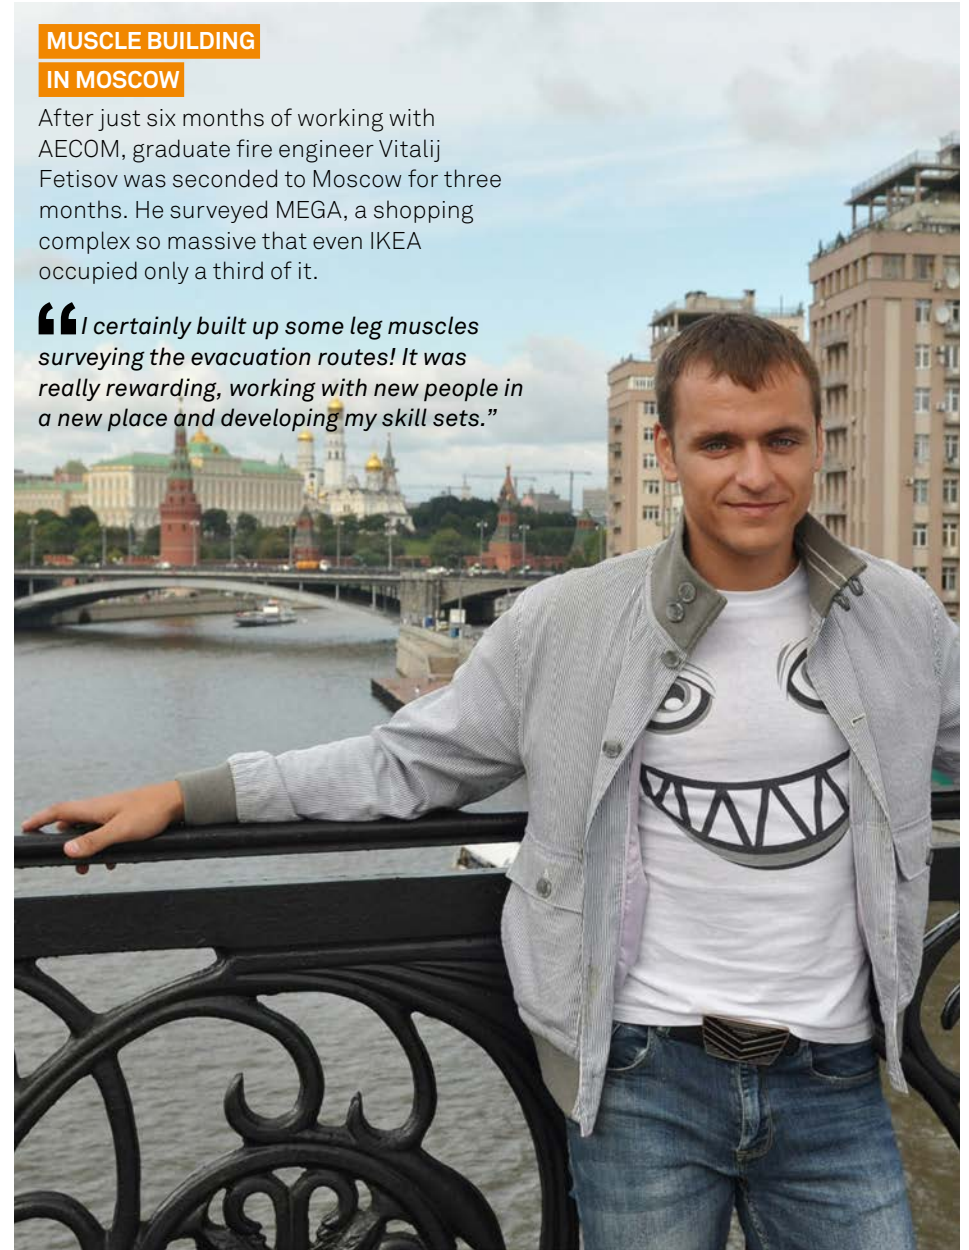 MUSCLE BUILDING
IN MOSCOW
After just six months of working with
AECOM, graduate fire engineer Vitalij
Fetisov was seconded to Moscow for three
months. He surveyed MEGA, a shopping
complex so massive that even IKEA
occupied only a third of it.
“I certainly built up some leg muscles
surveying the evacuation routes! It was
really rewarding, working with new people in
a new place and developing my skill sets.”